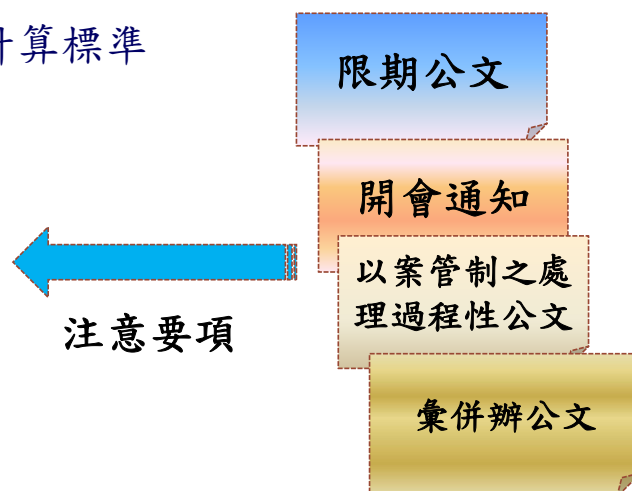 計算標準
限期公文
開會通知
以案管制之處
理過程性公文
注意要項
彙併辦公文